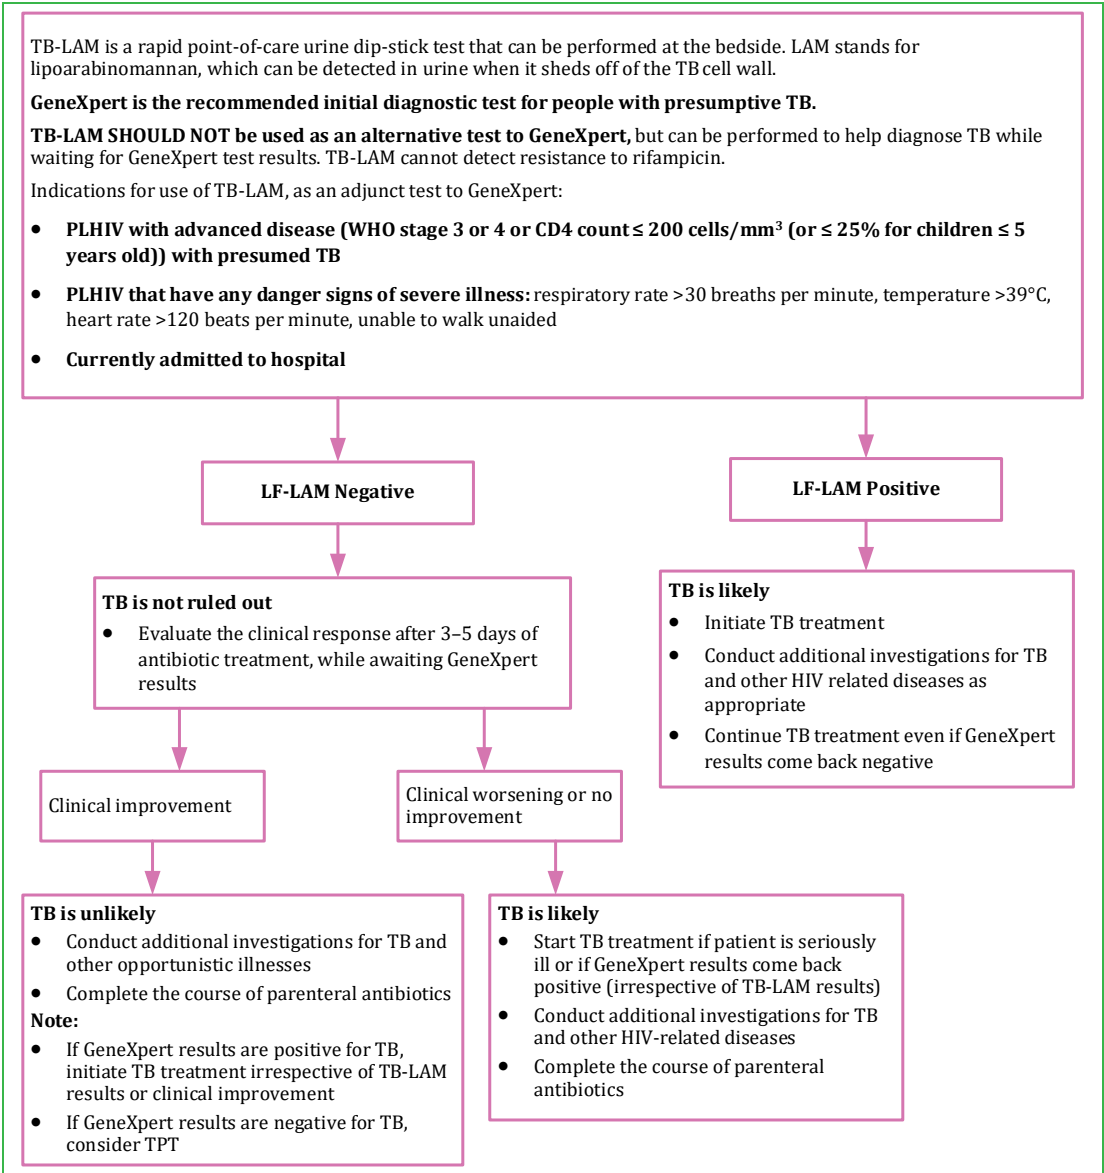 TB-LAM is a rapid point-of-care urine dip-stick test that can be performed at the bedside. LAM stands for
lipoarabinomannan, which can be detected in urine when it sheds off of the TB cell wall.
GeneXpert is the recommended initial diagnostic test for people with presumptive TB.
TB-LAM SHOULD NOT be used as an alternative test to GeneXpert, but can be performed to help diagnose TB while
waiting for GeneXpert test results. TB-LAM cannot detect resistance to rifampicin.
Indications for use of TB-LAM, as an adjunct test to GeneXpert:
• PLHIV with advanced disease (WHO stage 3 or 4 or CD4 count ≤ 200 cells/mm³ (or ≤ 25% for children ≤ 5
years old)) with presumed TB
• PLHIV that have any danger signs of severe illness: respiratory rate >30 breaths per minute, temperature >39°C,
heart rate >120 beats per minute, unable to walk unaided
• Currently admitted to hospital
LF-LAM Negative
TB is not ruled out
• Evaluate the clinical response after 3–5 days of
antibiotic treatment, while awaiting GeneXpert
results
Clinical improvement
TB is unlikely
• Conduct additional investigations for TB and
other opportunistic illnesses
• Complete the course of parenteral antibiotics
Note:
• If GeneXpert results are positive for TB,
initiate TB treatment irrespective of TB-LAM
results or clinical improvement
• If GeneXpert results are negative for TB,
consider TPT
Clinical worsening or no
improvement
TB is likely
• Start TB treatment if patient is seriously
ill or if GeneXpert results come back
positive (irrespective of TB-LAM results)
• Conduct additional investigations for TB
and other HIV-related diseases
• Complete the course of parenteral
antibiotics
LF-LAM Positive
TB is likely
• Initiate TB treatment
• Conduct additional investigations for TB
and other HIV related diseases as
appropriate
• Continue TB treatment even if GeneXpert
results come back negative